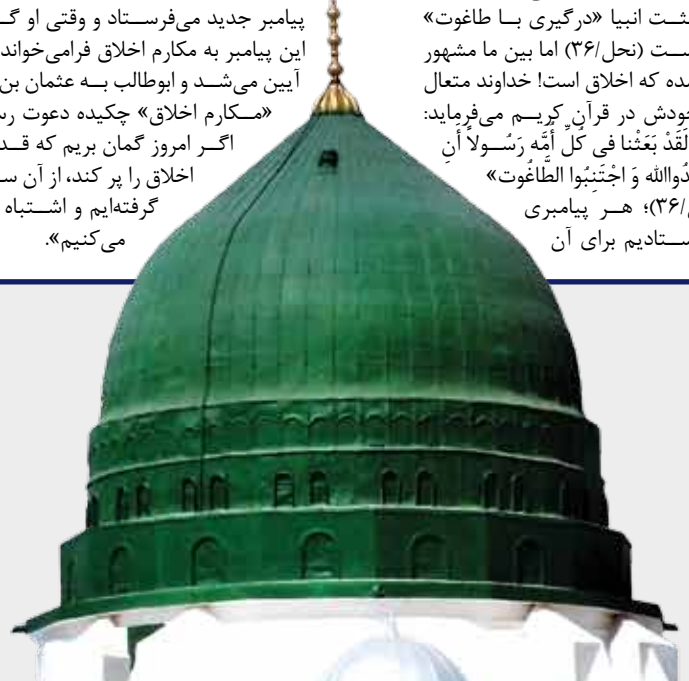 ثت انبیا «درگیری با طاغوت»
ست (نحل/۳۶) اما بین ما مشهور
ده که اخلاق است! خداوند متعال
خودش در قرآن کریم می‌فرماید:
لَقَدْ بَعَثْنا فی کُلِّ أُمَّه رَسُولاً أَنِ
دُواالله وَ اجْتَنِبُوا الطَّاغُوت»
/۳۶)؛ هر پیامبری
ستادیم برای آن
پیامبر جدید می‌فرستاد و وقتی او گ
این پیامبر به مکارم اخلاق فرامی‌خواند
آیین می‌شد و ابوطالب به عثمان بن
«مکارم اخلاق» چکیده دعوت رس
اگر امروز گمان بریم که قد
اخلاق را پر کند، از آن س
گرفته‌ایم و اشتباه
می‌کنیم».